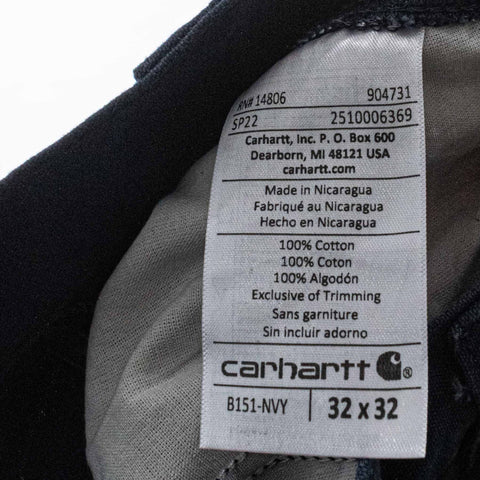 RN# 14806 904731
SP22 2510006369
Carhartt, Inc. P. O. Box 600
Dearborn, MI 48121 USA
carhartt.com
Made in Nicaragua
Fabriqué au Nicaragua
Hecho en Nicaragua
100% Cotton
100% Coton
100% Algodón
Exclusive of Trimming
Sans garniture
Sin incluir adorno
carhartt ®
B151-NVY 32 x 32